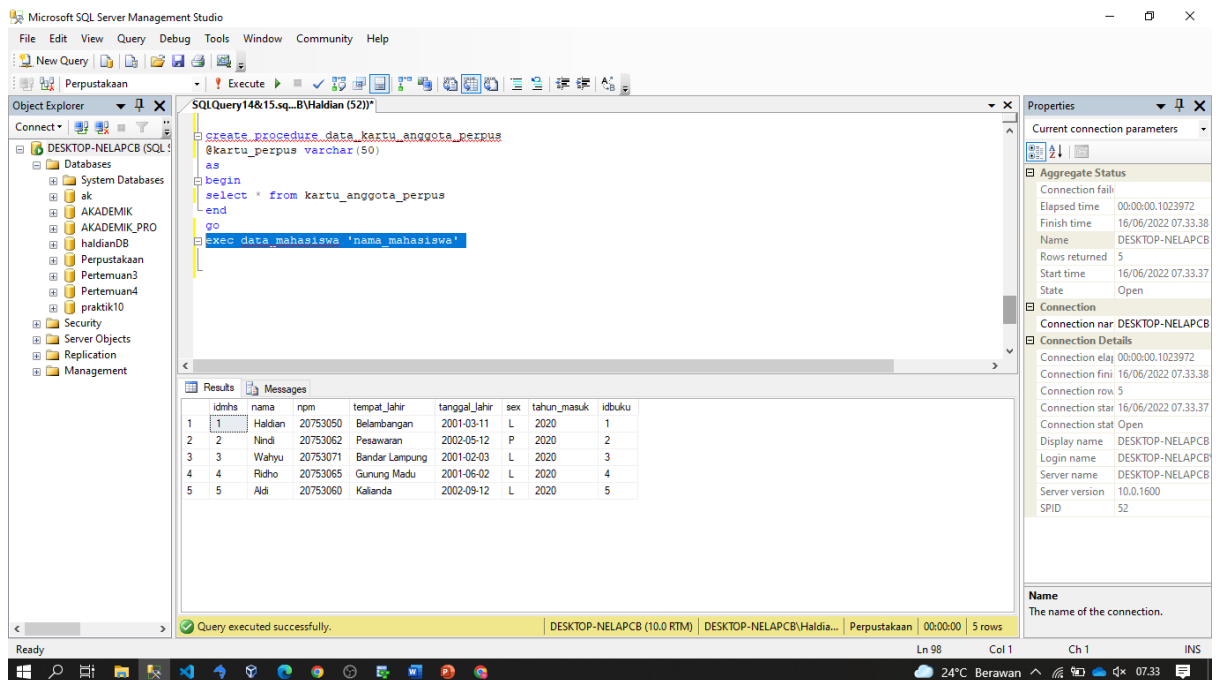 Microsoft SQL Server Management Studio
File Edit View Query Debug Tools Window Community Help
New Query
Perpustakaan Execute
Object Explorer
Connect
DESKTOP-NELAPCB (SQL S
Databases
System Databases
ak
AKADEMIK
AKADEMIK_PRO
haldianDB
Perpustakaan
Pertemuan3
Pertemuan4
praktik10
Security
Server Objects
Replication
Management
SQLQuery14&15.sq...B\Haldian (52))*
create procedure data_kartu_anggota_perpus
@kartu_perpus varchar(50)
as
begin
select * from kartu_anggota_perpus
end
go
exec data_mahasiswa 'nama_mahasiswa'
Results Messages
idmhs nama npm tempat_lahir tanggal_lahir sex tahun_masuk idbuku
1 1 Haldian 20753050 Belambangan 2001-03-11 L 2020 1
2 2 Nindi 20753062 Pesawaran 2002-05-12 P 2020 2
3 3 Wahyu 20753071 Bandar Lampung 2001-02-03 L 2020 3
4 4 Ridho 20753065 Gunung Madu 2001-06-02 L 2020 4
5 5 Aldi 20753060 Kalianda 2002-09-12 L 2020 5
Query executed successfully. DESKTOP-NELAPCB (10.0 RTM) DESKTOP-NELAPCB\Haldia... Perpustakaan 00:00:00 5 rows
Properties
Current connection parameters
Aggregate Status
Connection failu
Elapsed time 00:00:00.1023972
Finish time 16/06/2022 07.33.38
Name DESKTOP-NELAPCB
Rows returned 5
Start time 16/06/2022 07.33.37
State Open
Connection
Connection nar DESKTOP-NELAPCB
Connection Details
Connection elap 00:00:00.1023972
Connection fini 16/06/2022 07.33.38
Connection row 5
Connection star 16/06/2022 07.33.37
Connection stat Open
Display name DESKTOP-NELAPCB
Login name DESKTOP-NELAPCB\
Server name DESKTOP-NELAPCB
Server version 10.0.1600
SPID 52
Name
The name of the connection.
Ready Ln 98 Col 1 Ch 1 INS
24°C Berawan 07.33